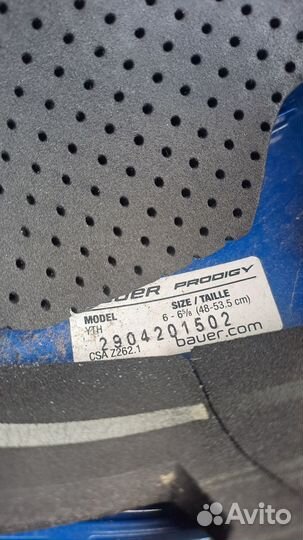 BAUER PRODIGY
MODEL SIZE / TAILLE
YTH 6 - 6⅝ (48-53.5 cm)
2904201502
CSA Z262.1 bauer.com
Avito